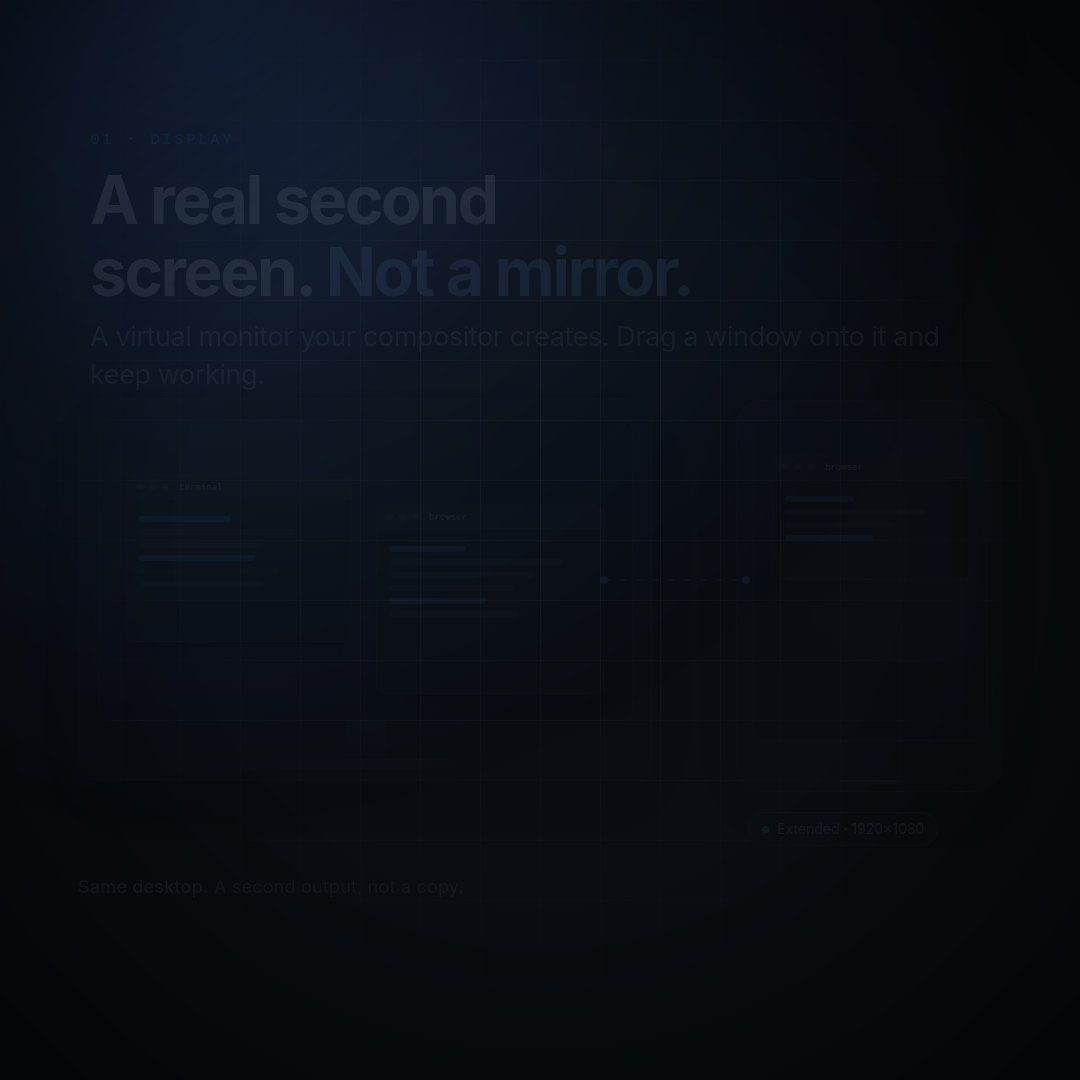 01 · DISPLAY
A real second
screen. Not a mirror.
A virtual monitor your compositor creates. Drag a window onto it and
keep working.
browser
terminal
browser
Extended · 1920×1080
Same desktop. A second output, not a copy.